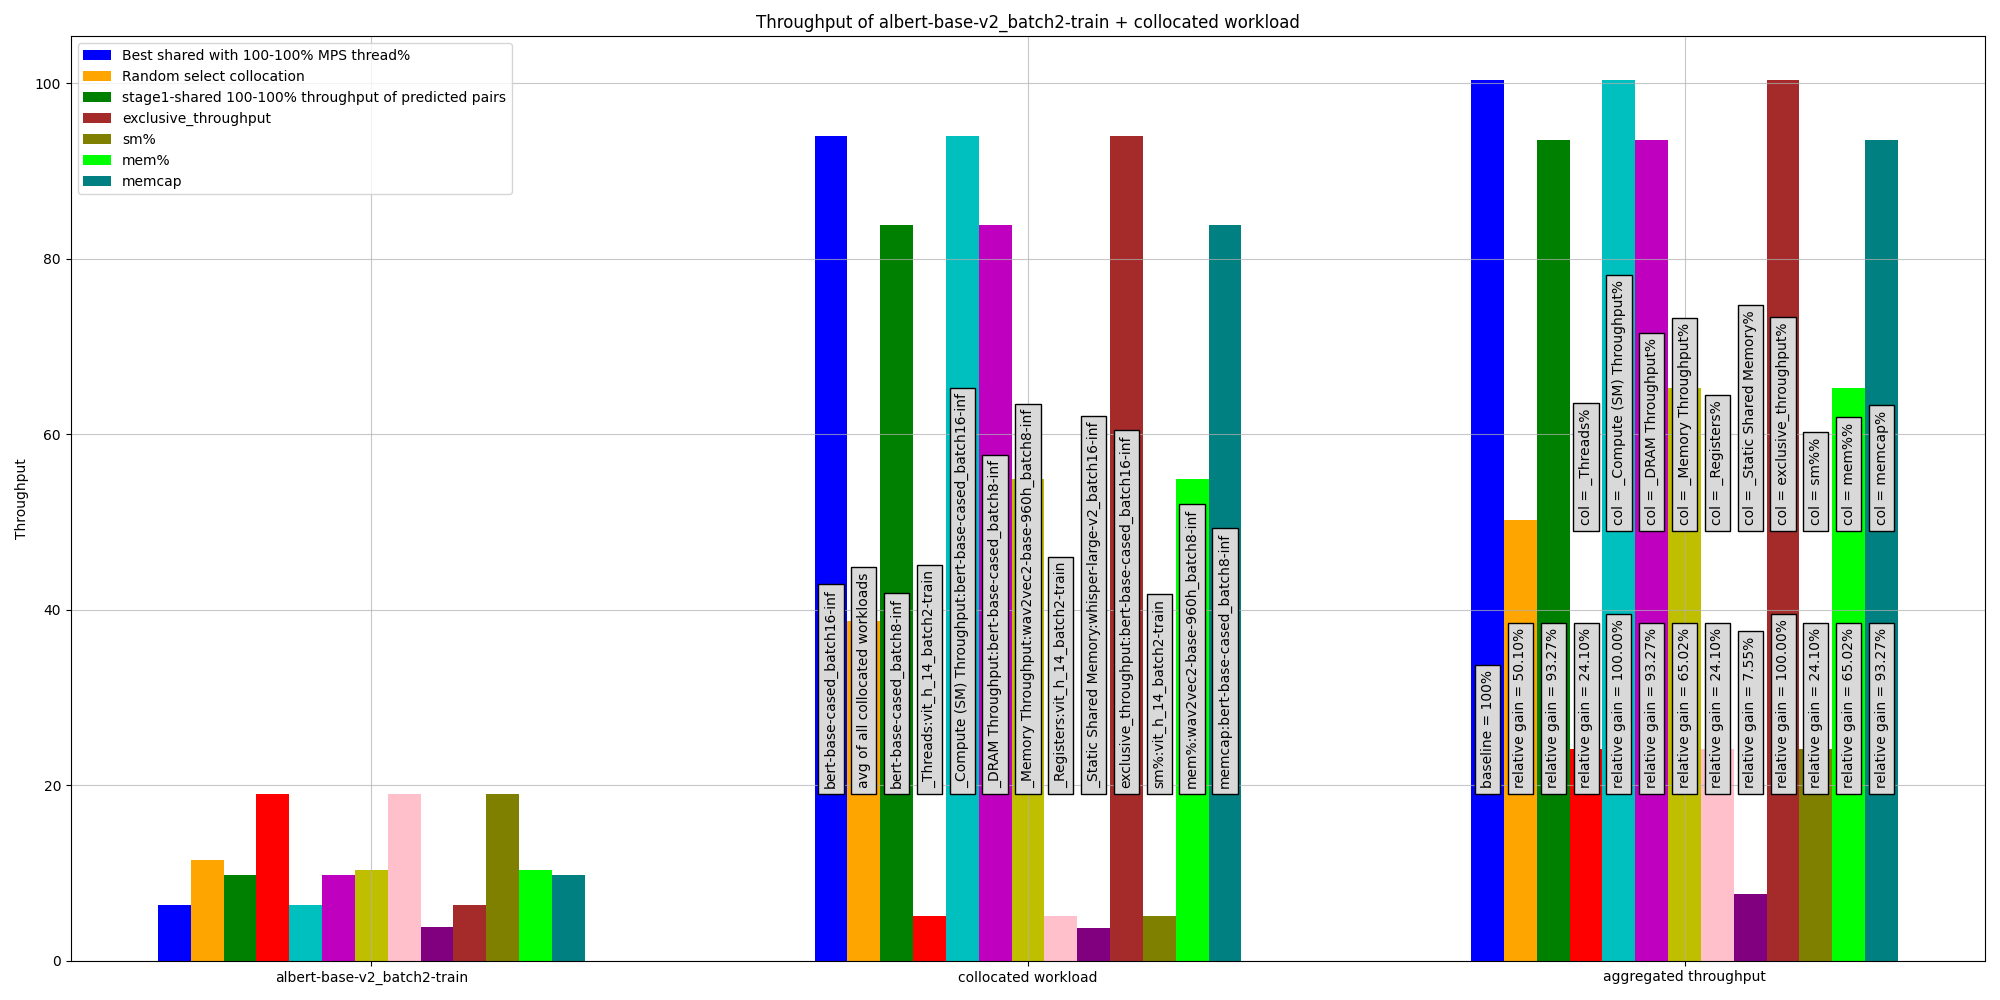 Throughput of albert-base-v2_batch2-train + collocated workload
Best shared with 100-100% MPS thread%
Random select collocation
stage1-shared 100-100% throughput of predicted pairs
exclusive_throughput
sm%
mem%
memcap
Throughput
100
80
60
40
20
0
bert-base-cased_batch16-inf
avg of all collocated workloads
bert-base-cased_batch8-inf
_Threads:vit_h_14_batch2-train
_Compute (SM) Throughput:bert-base-cased_batch16-inf
_DRAM Throughput:bert-base-cased_batch8-inf
_Memory Throughput:wav2vec2-base-960h_batch8-inf
_Registers:vit_h_14_batch2-train
_Static Shared Memory:whisper-large-v2_batch16-inf
exclusive_throughput:bert-base-cased_batch16-inf
sm%:vit_h_14_batch2-train
mem%:wav2vec2-base-960h_batch8-inf
memcap:bert-base-cased_batch8-inf
col = _Threads%
col = _Compute (SM) Throughput%
col = _DRAM Throughput%
col = _Memory Throughput%
col = _Registers%
col = _Static Shared Memory%
col = exclusive_throughput%
col = sm%%
col = mem%%
col = memcap%
baseline = 100%
relative gain = 50.10%
relative gain = 93.27%
relative gain = 24.10%
relative gain = 100.00%
relative gain = 93.27%
relative gain = 65.02%
relative gain = 24.10%
relative gain = 7.55%
relative gain = 100.00%
relative gain = 24.10%
relative gain = 65.02%
relative gain = 93.27%
albert-base-v2_batch2-train
collocated workload
aggregated throughput